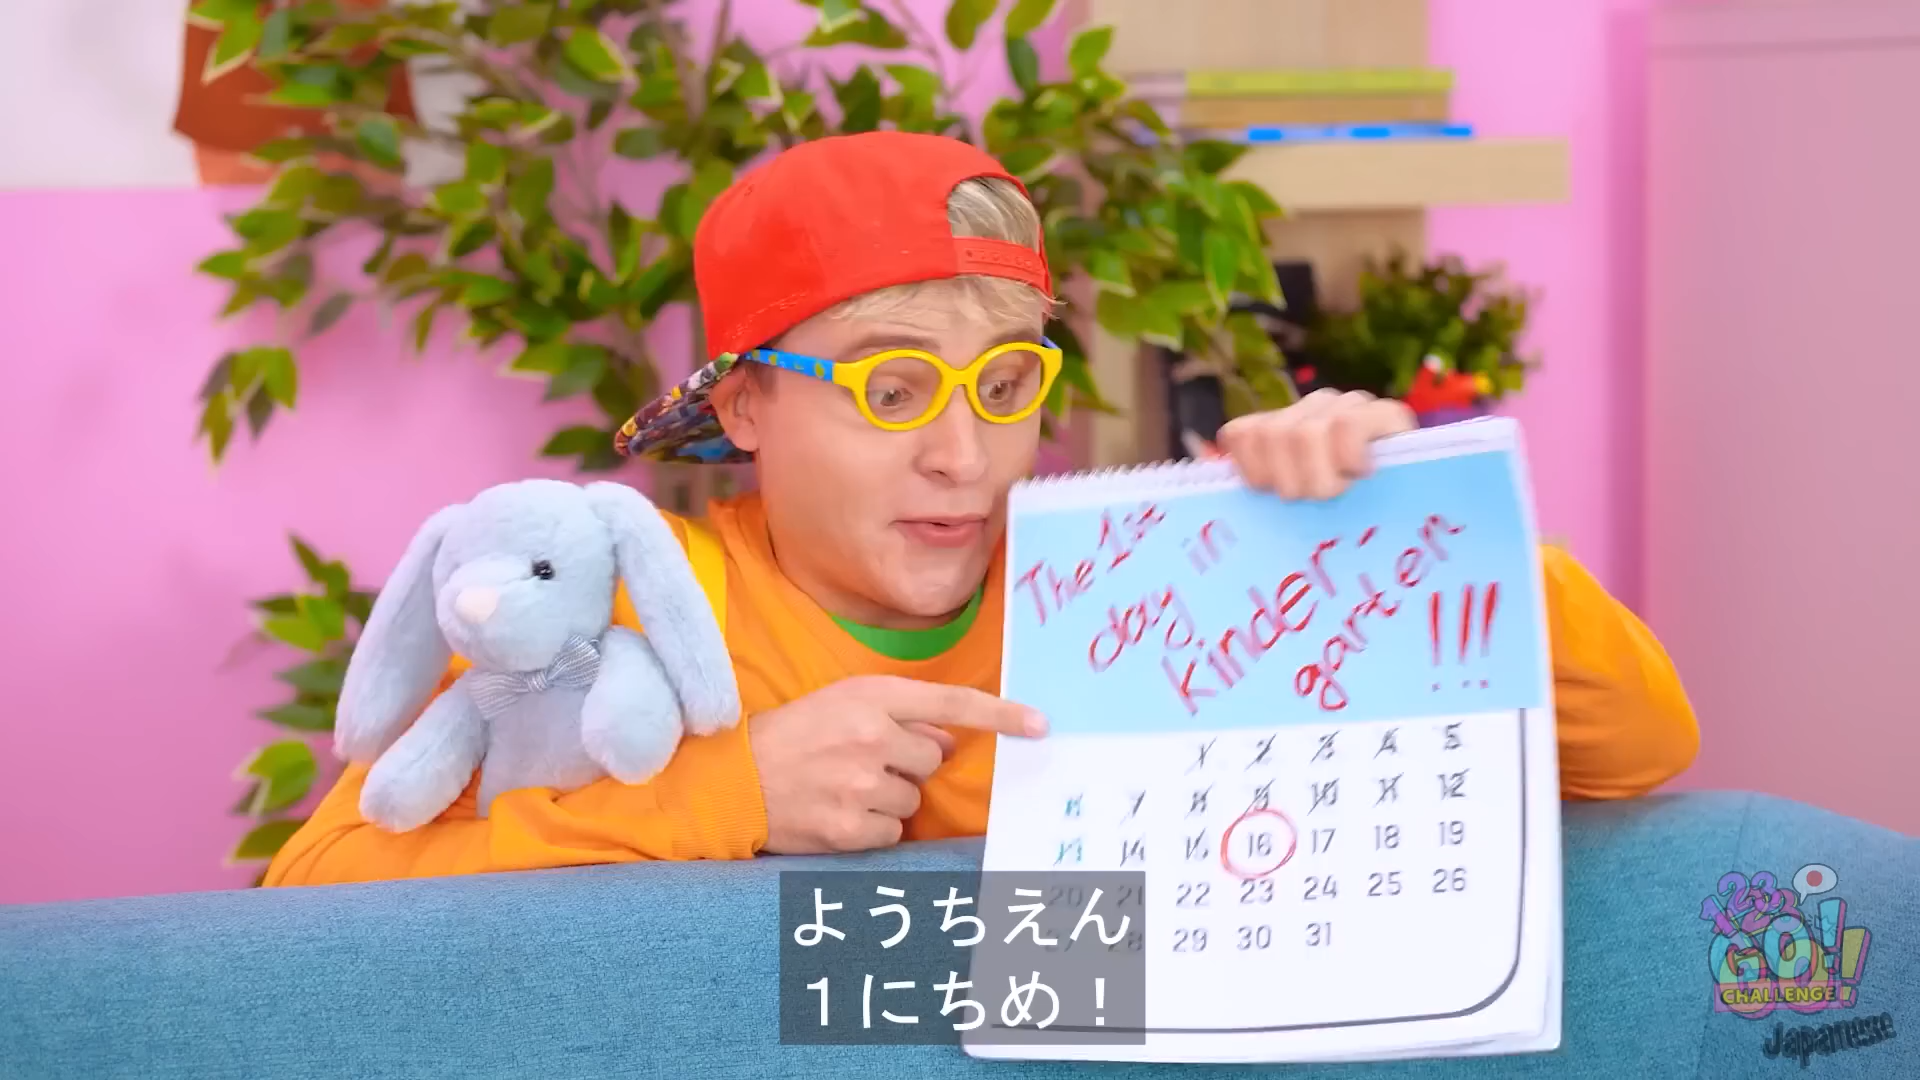 The 1st
day in
kinder-
garten
!!!
1 2 3 4 5
6 7 8 9 10 11 12
13 14 15 16 17 18 19
20 21 22 23 24 25 26
27 28 29 30 31
ようちえん
1にちめ！
123
GO!
CHALLENGE!
Japanese